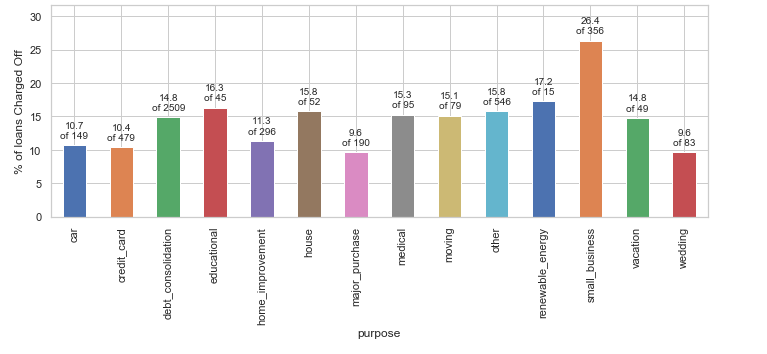 % of loans Charged Off
30
25
20
15
10
5
0
10.7
of 149
10.4
of 479
14.8
of 2509
16.3
of 45
11.3
of 296
15.8
of 52
9.6
of 190
15.3
of 95
15.1
of 79
15.8
of 546
17.2
of 15
26.4
of 356
14.8
of 49
9.6
of 83
car
credit_card
debt_consolidation
educational
home_improvement
house
major_purchase
medical
moving
other
renewable_energy
small_business
vacation
wedding
purpose